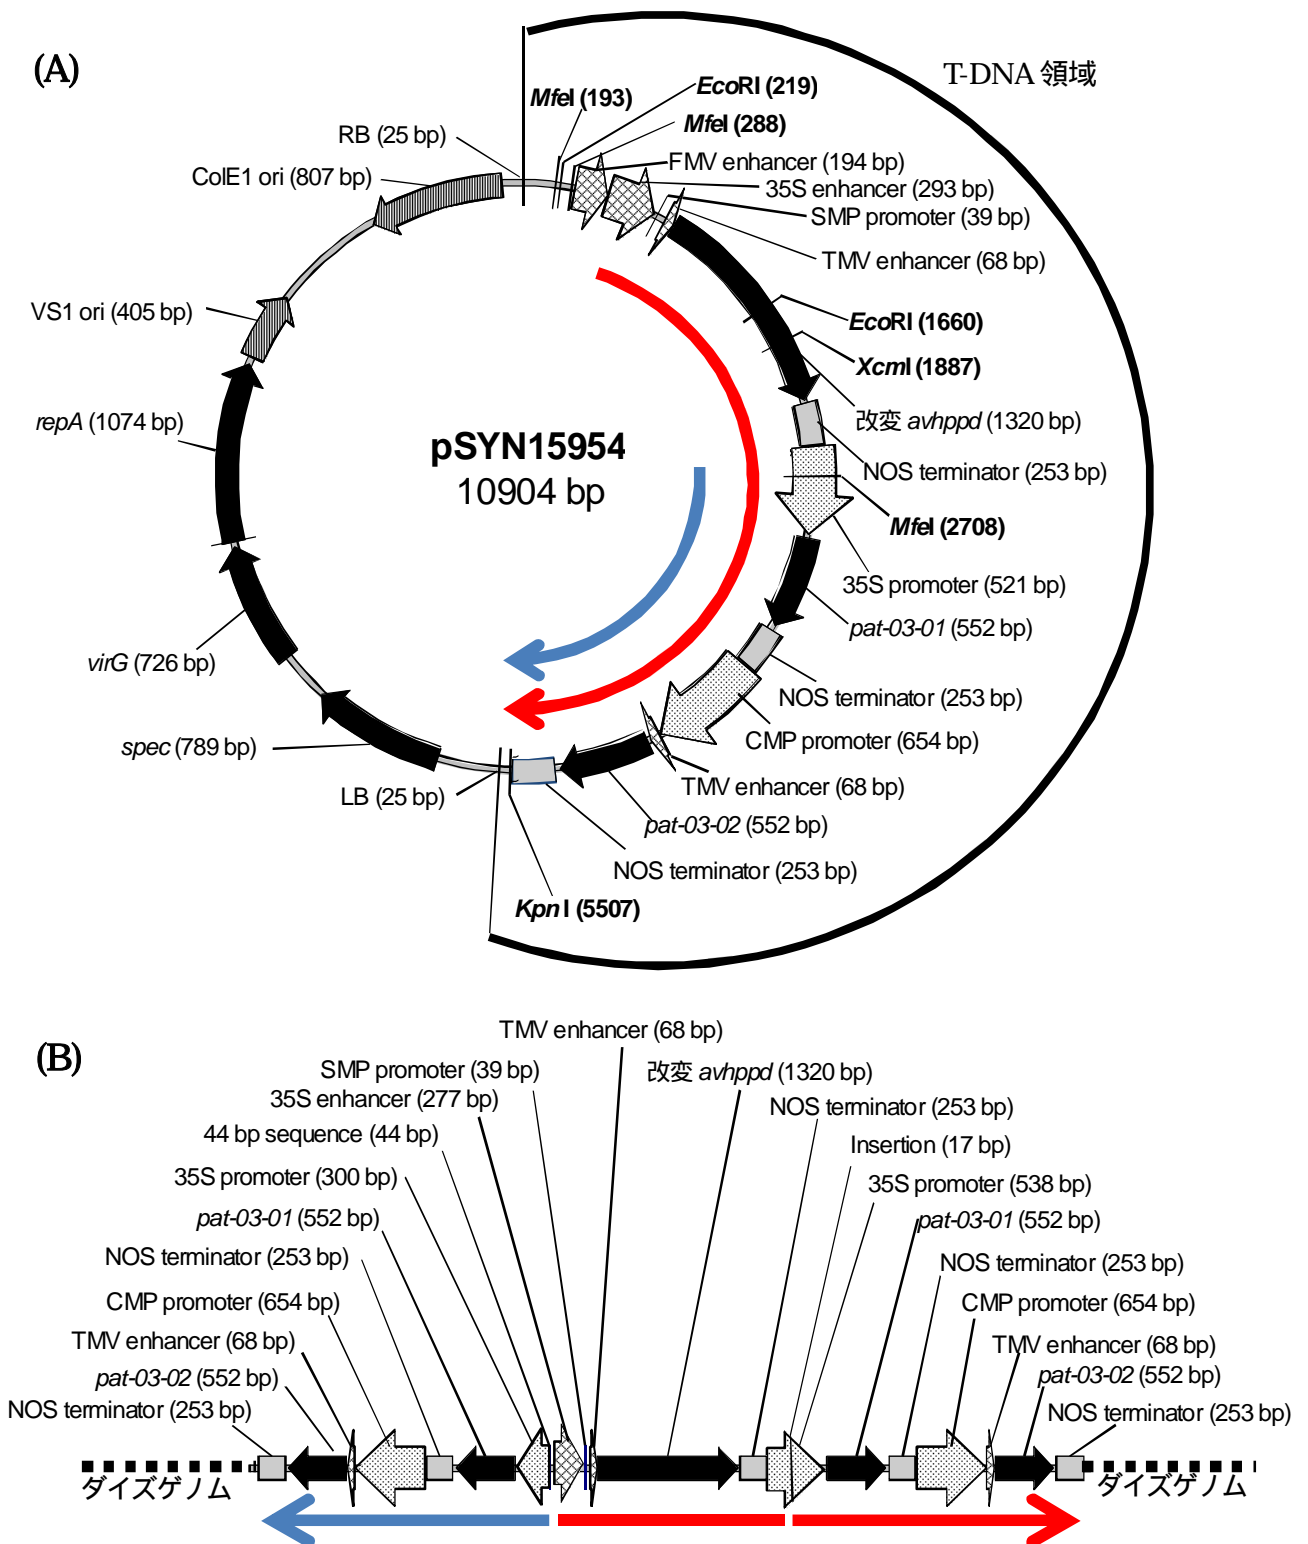 (A)
T-DNA 領域
MfeI (193)
EcoRI (219)
MfeI (288)
RB (25 bp)
FMV enhancer (194 bp)
ColE1 ori (807 bp)
35S enhancer (293 bp)
SMP promoter (39 bp)
TMV enhancer (68 bp)
VS1 ori (405 bp)
EcoRI (1660)
XcmI (1887)
repA (1074 bp)
改変 avhppd (1320 bp)
pSYN15954
10904 bp
NOS terminator (253 bp)
MfeI (2708)
35S promoter (521 bp)
pat-03-01 (552 bp)
virG (726 bp)
NOS terminator (253 bp)
spec (789 bp)
CMP promoter (654 bp)
LB (25 bp)
TMV enhancer (68 bp)
pat-03-02 (552 bp)
NOS terminator (253 bp)
Kpn I (5507)
(B)
TMV enhancer (68 bp)
SMP promoter (39 bp)
改変 avhppd (1320 bp)
35S enhancer (277 bp)
NOS terminator (253 bp)
44 bp sequence (44 bp)
Insertion (17 bp)
35S promoter (300 bp)
35S promoter (538 bp)
pat-03-01 (552 bp)
pat-03-01 (552 bp)
NOS terminator (253 bp)
NOS terminator (253 bp)
CMP promoter (654 bp)
CMP promoter (654 bp)
TMV enhancer (68 bp)
TMV enhancer (68 bp)
pat-03-02 (552 bp)
pat-03-02 (552 bp)
NOS terminator (253 bp)
NOS terminator (253 bp)
ダイズゲノム
ダイズゲノム